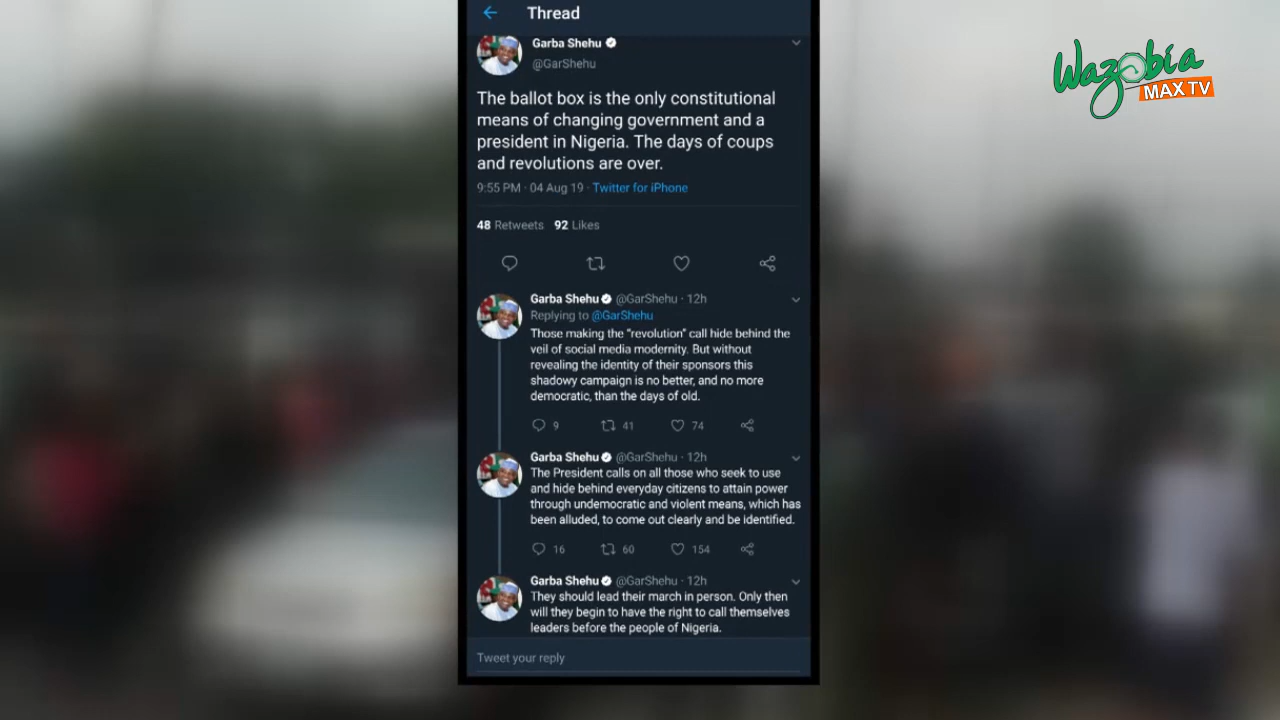 Thread
Wazobia
MAX TV
Garba Shehu
@GarShehu
The ballot box is the only constitutional
means of changing government and a
president in Nigeria. The days of coups
and revolutions are over.
9:55 PM · 04 Aug 19 · Twitter for iPhone
48 Retweets 92 Likes
Garba Shehu @GarShehu · 12h
Replying to @GarShehu
Those making the "revolution" call hide behind the
veil of social media modernity. But without
revealing the identity of their sponsors this
shadowy campaign is no better, and no more
democratic, than the days of old.
9 41 74
Garba Shehu @GarShehu · 12h
The President calls on all those who seek to use
and hide behind everyday citizens to attain power
through undemocratic and violent means, which has
been alluded, to come out clearly and be identified.
16 60 154
Garba Shehu @GarShehu · 12h
They should lead their march in person. Only then
will they begin to have the right to call themselves
leaders before the people of Nigeria.
Tweet your reply